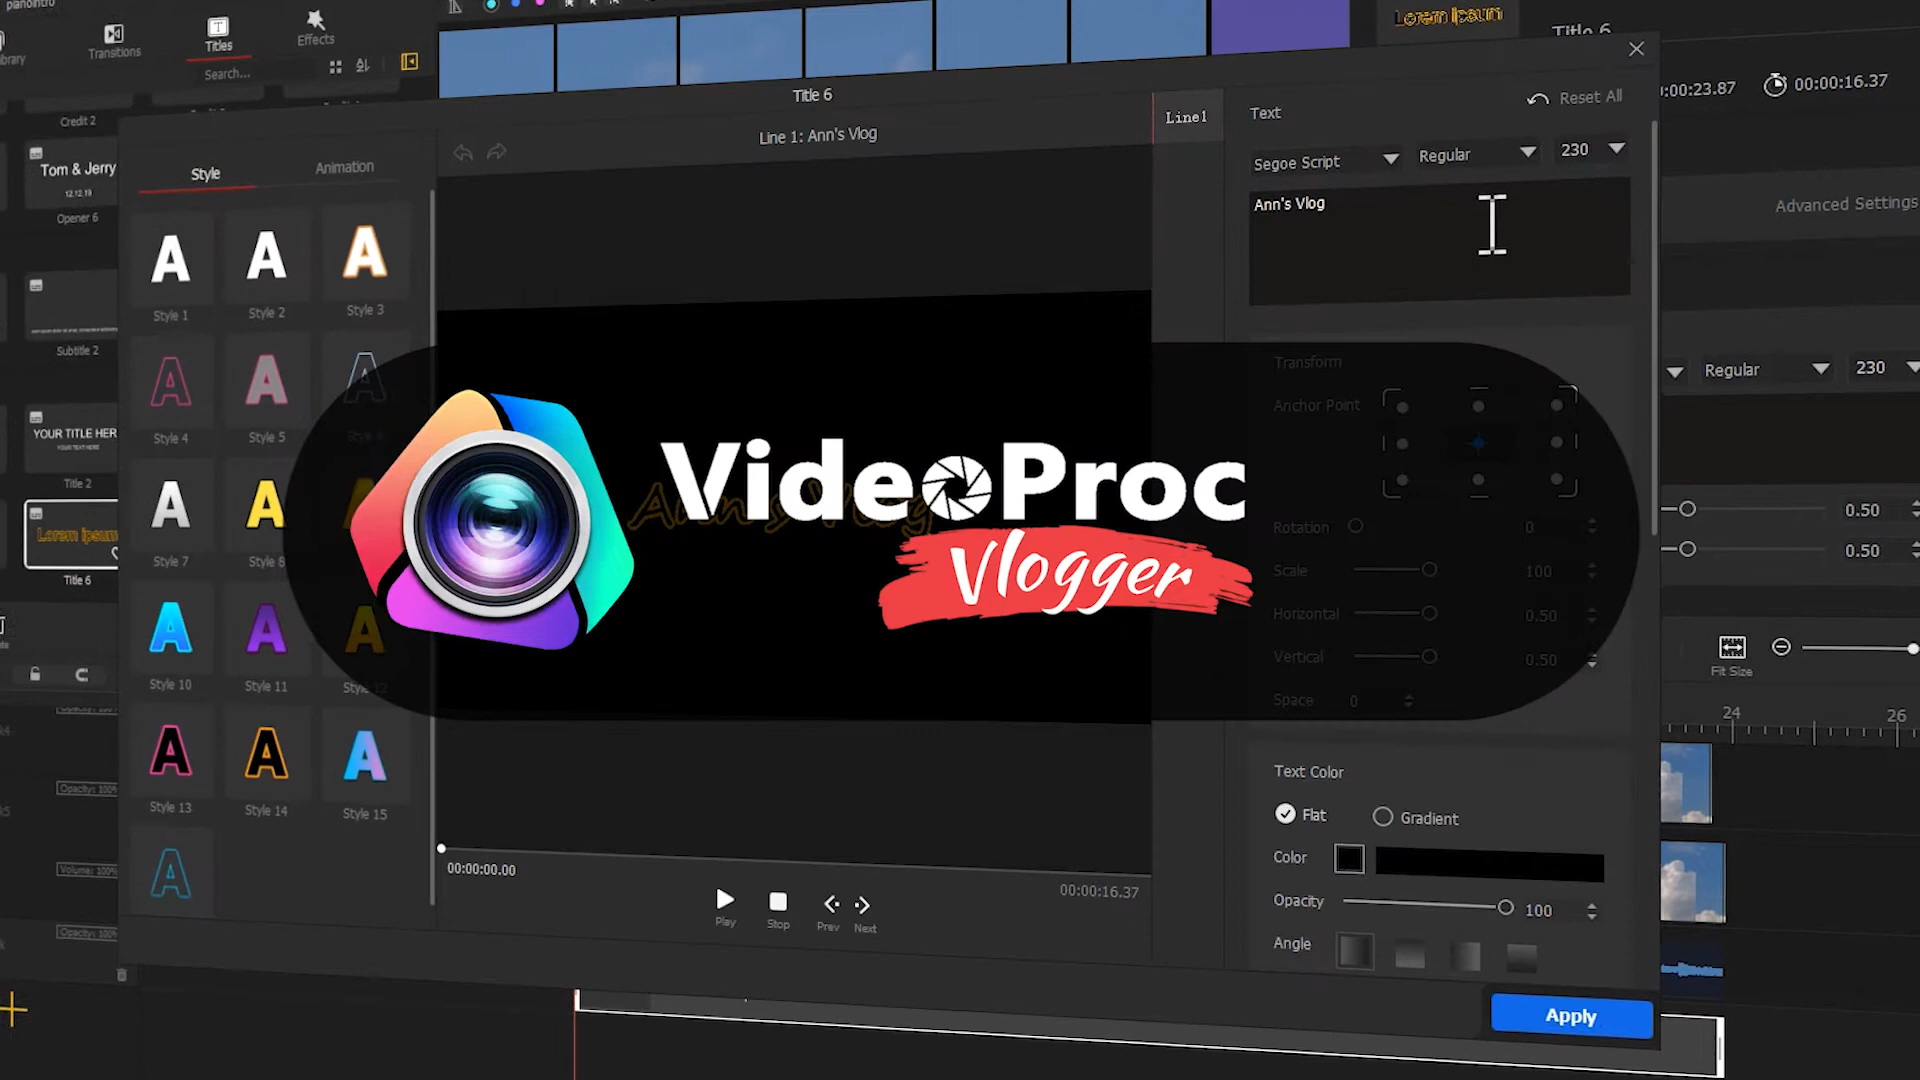 pianointro
Transitions
Titles
Effects
Search...
Credit 2
Tom & Jerry
12.12.19
Opener 6
Subtitle 2
YOUR TITLE HER
YOUR TEXT HERE
Title 2
Lorem Ipsum
Title 6
Opacity: 100%
Volume: 100%
Opacity: 100%
Style
Animation
Style 1
Style 2
Style 3
Style 4
Style 5
Style 7
Style 8
Style 10
Style 11
Style 12
Style 13
Style 14
Style 15
Title 6
Line 1: Ann's Vlog
Line1
Ann's Vlog
VideoProc
Vlogger
00:00:00.00
00:00:16.37
Play
Stop
Prev
Next
Text
Reset All
Segoe Script
Regular
230
Ann's Vlog
Transform
Anchor Point
Rotation
0
Scale
100
Horizontal
0.50
Vertical
0.50
Space
0
Text Color
Flat
Gradient
Color
Opacity
100
Angle
Apply
Lorem Ipsum
Title 6
:00:23.87
00:00:16.37
Advanced Settings
Regular
230
0.50
0.50
Fit Size
24
26